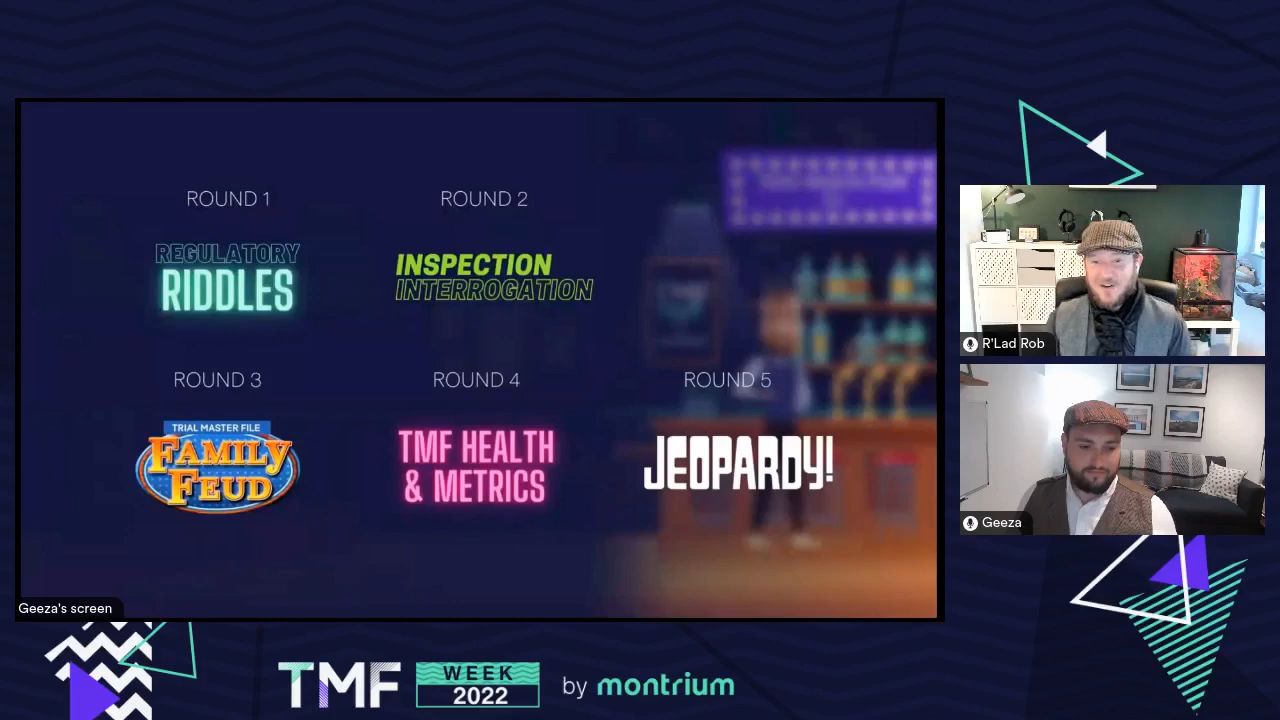 ROUND 1
ROUND 2
REGULATORY
RIDDLES
INSPECTION
INTERROGATION
ROUND 3
ROUND 4
ROUND 5
TRIAL MASTER FILE
FAMILY
FEUD
TMF HEALTH
& METRICS
JEOPARDY!
Geeza's screen
R'Lad Rob
Geeza
TMF
WEEK
2022
by montrium